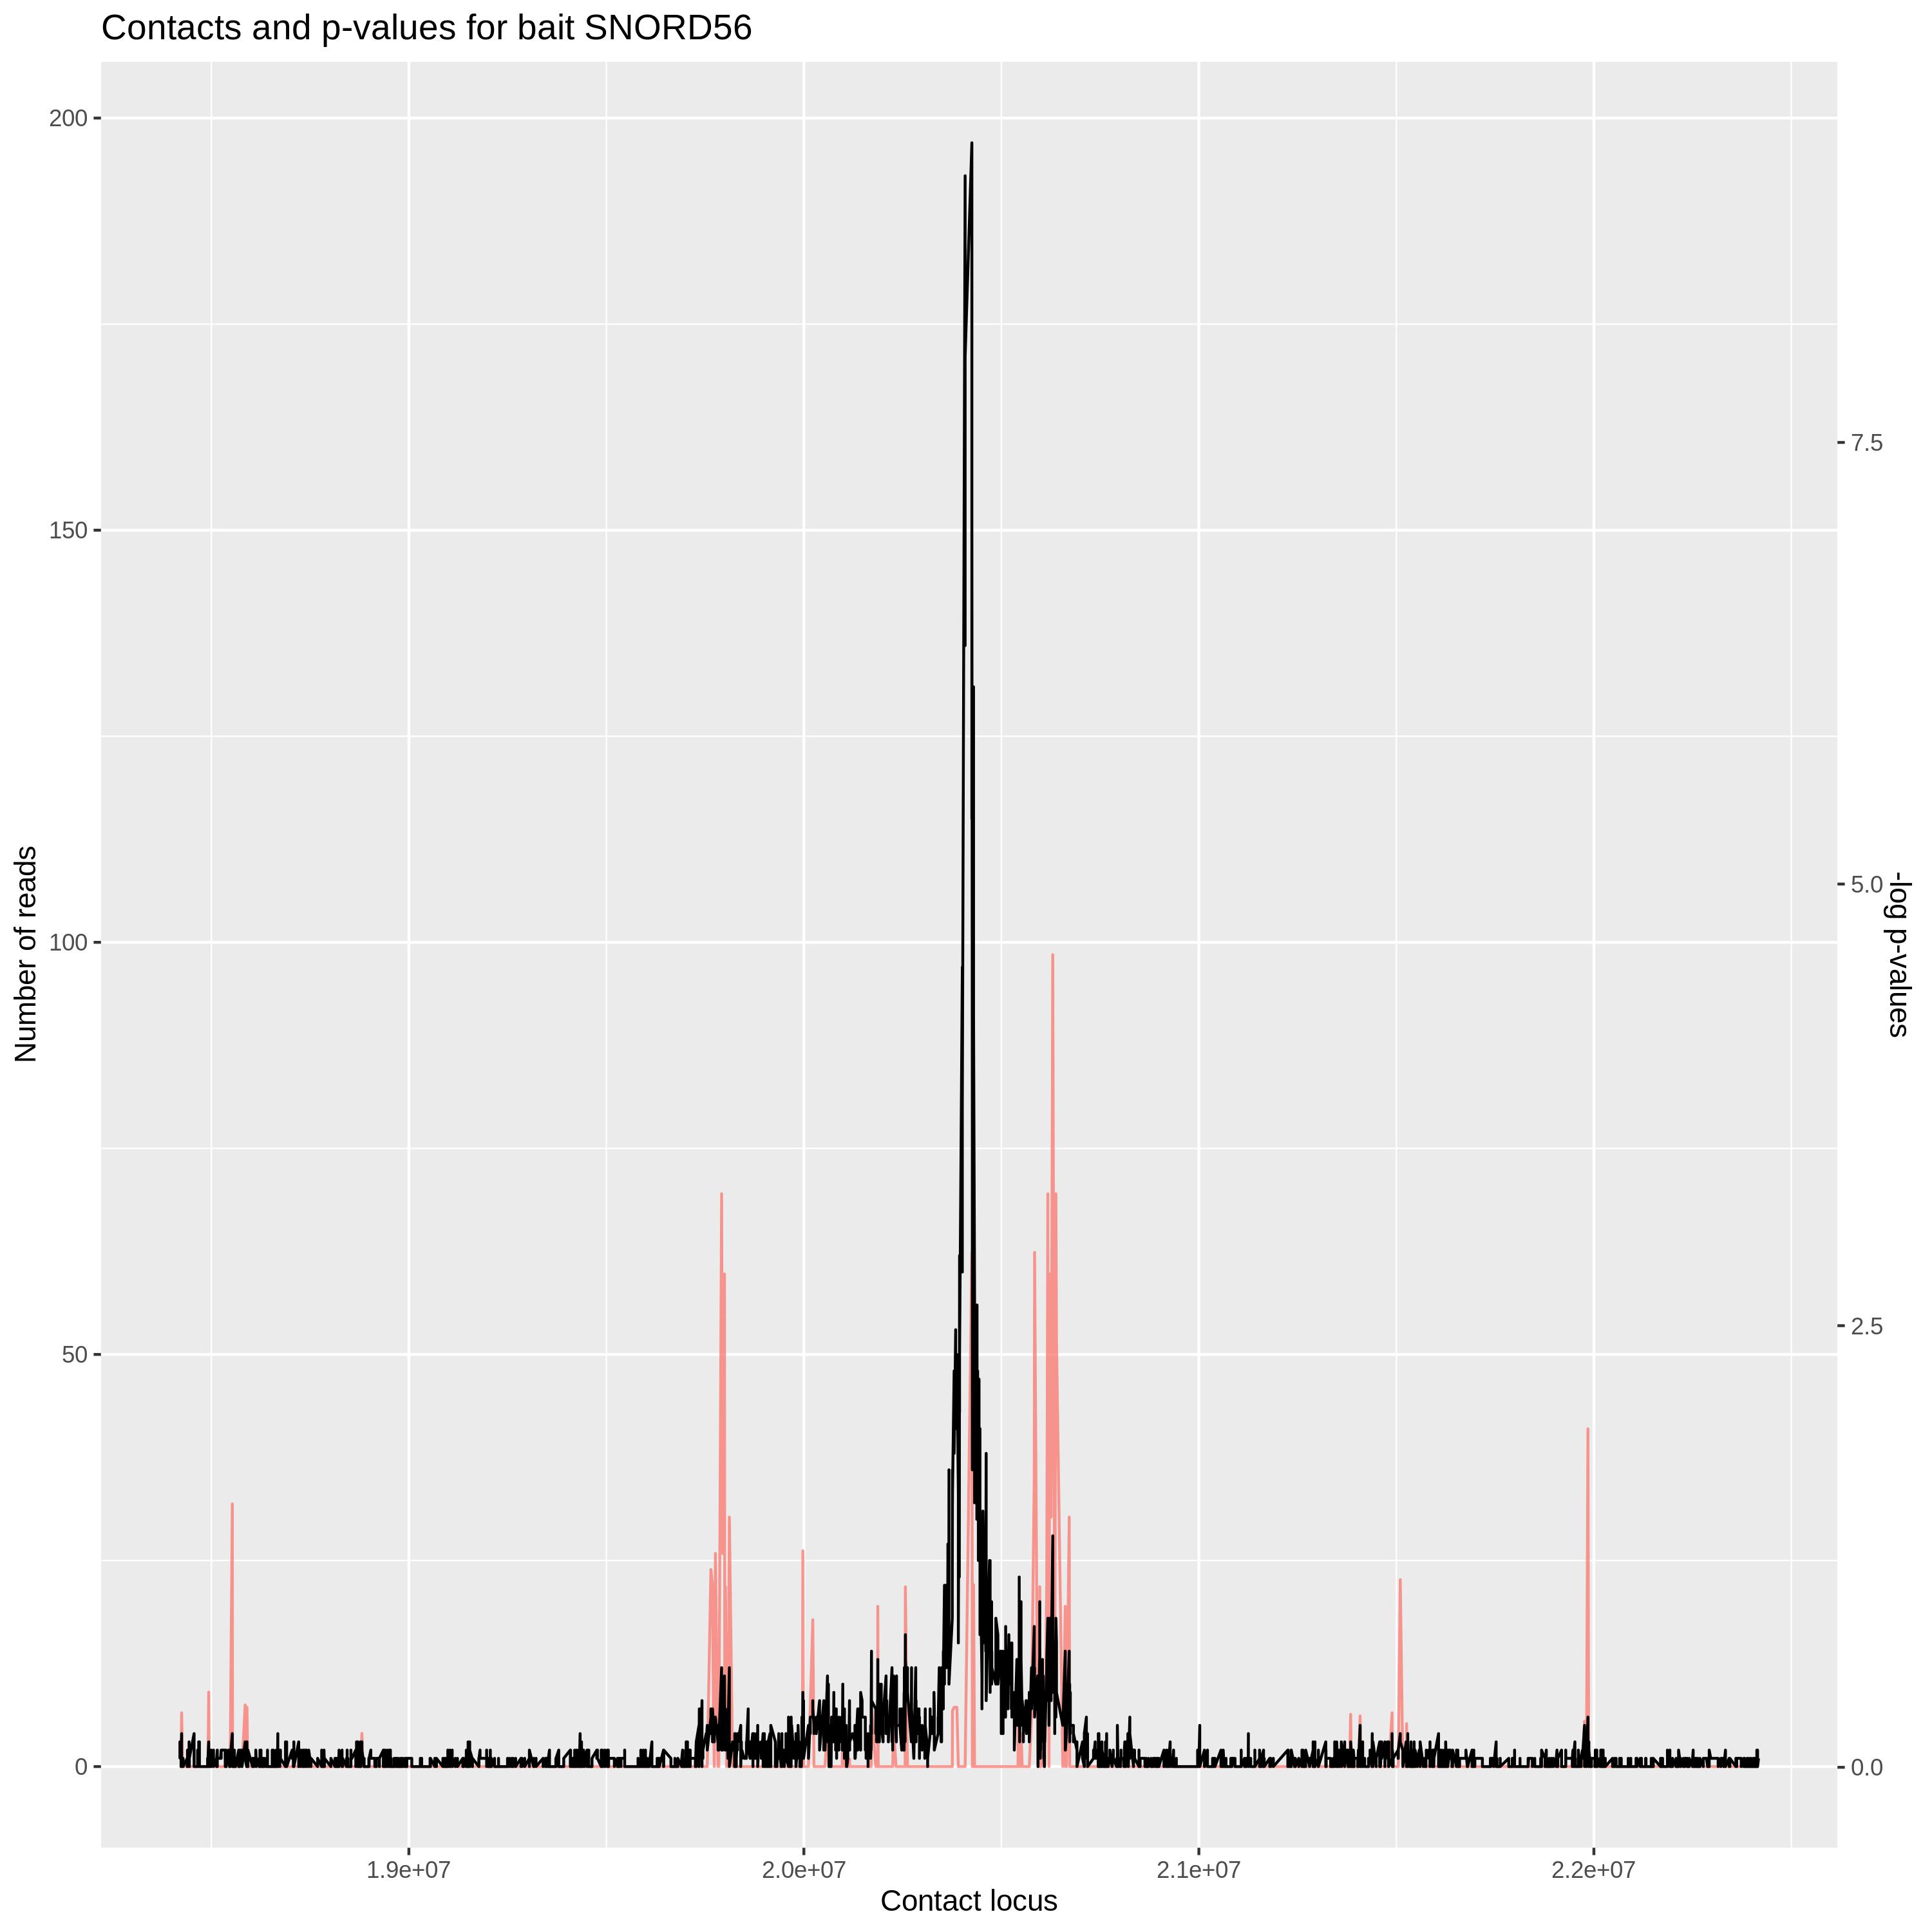 Contacts and p-values for bait SNORD56
200
150
100
50
0
Number of reads
7.5
5.0
2.5
0.0
-log p-values
1.9e+07 2.0e+07 2.1e+07 2.2e+07
Contact locus